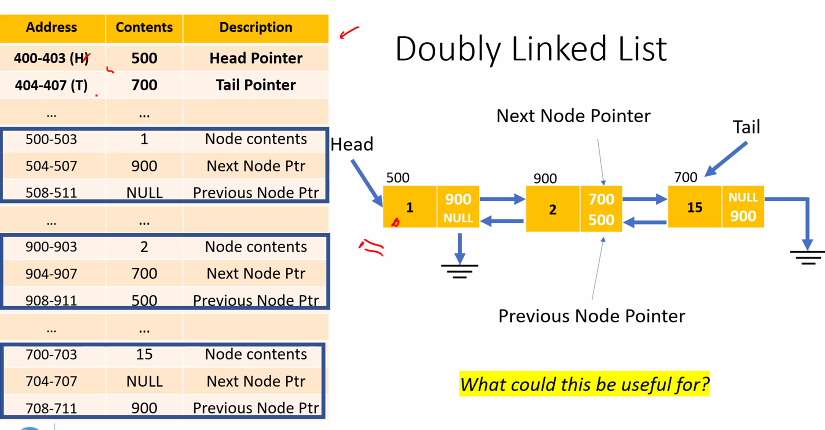 Address Contents Description
400-403 (H) 500 Head Pointer
404-407 (T) 700 Tail Pointer
... ...
500-503 1 Node contents
504-507 900 Next Node Ptr
508-511 NULL Previous Node Ptr
... ...
900-903 2 Node contents
904-907 700 Next Node Ptr
908-911 500 Previous Node Ptr
... ...
700-703 15 Node contents
704-707 NULL Next Node Ptr
708-711 900 Previous Node Ptr
Doubly Linked List
Next Node Pointer
Head
Tail
500 900 700
1 900 NULL
2 700 500
15 NULL 900
Previous Node Pointer
What could this be useful for?